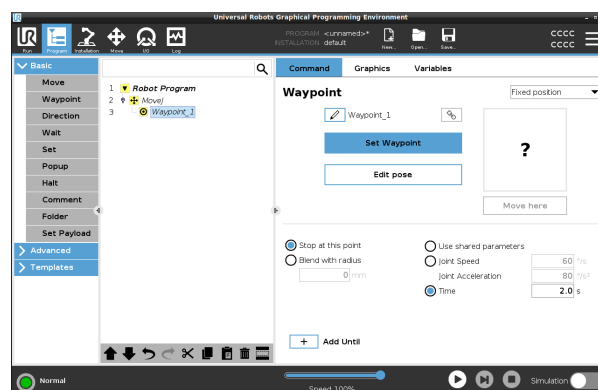 Universal Robots Graphical Programming Environment
Run
Program
Installation
Move
I/O
Log
PROGRAM <unnamed>*
INSTALLATION default
New...
Open...
Save...
CCCC
CCCC
Basic
Move
Waypoint
Direction
Wait
Set
Popup
Halt
Comment
Folder
Set Payload
Advanced
Templates
1 Robot Program
2 MoveJ
3 Waypoint_1
Command Graphics Variables
Waypoint
Fixed position
Waypoint_1
Set Waypoint
Edit pose
?
Move here
Stop at this point
Blend with radius
0 mm
Use shared parameters
Joint Speed 60 °/s
Joint Acceleration 80 °/s²
Time 2.0 s
+ Add Until
Normal
Speed 100%
Simulation